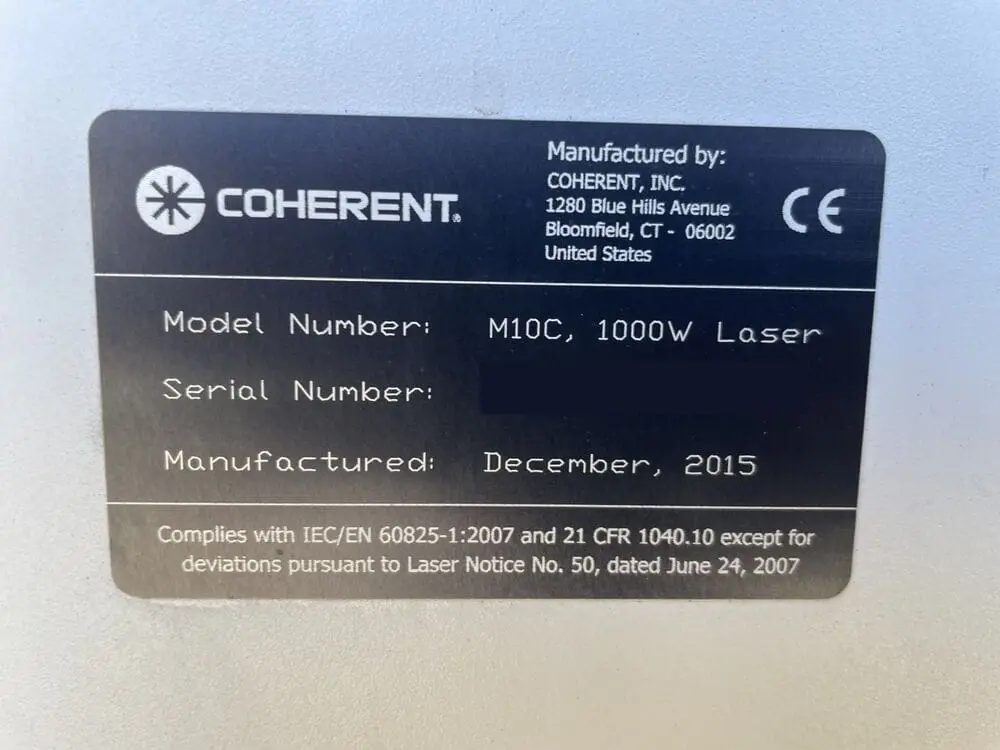 COHERENT®
Manufactured by:
COHERENT, INC.
1280 Blue Hills Avenue
Bloomfield, CT - 06002
United States
CE
Model Number: M10C, 1000W Laser
Serial Number:
Manufactured: December, 2015
Complies with IEC/EN 60825-1:2007 and 21 CFR 1040.10 except for
deviations pursuant to Laser Notice No. 50, dated June 24, 2007